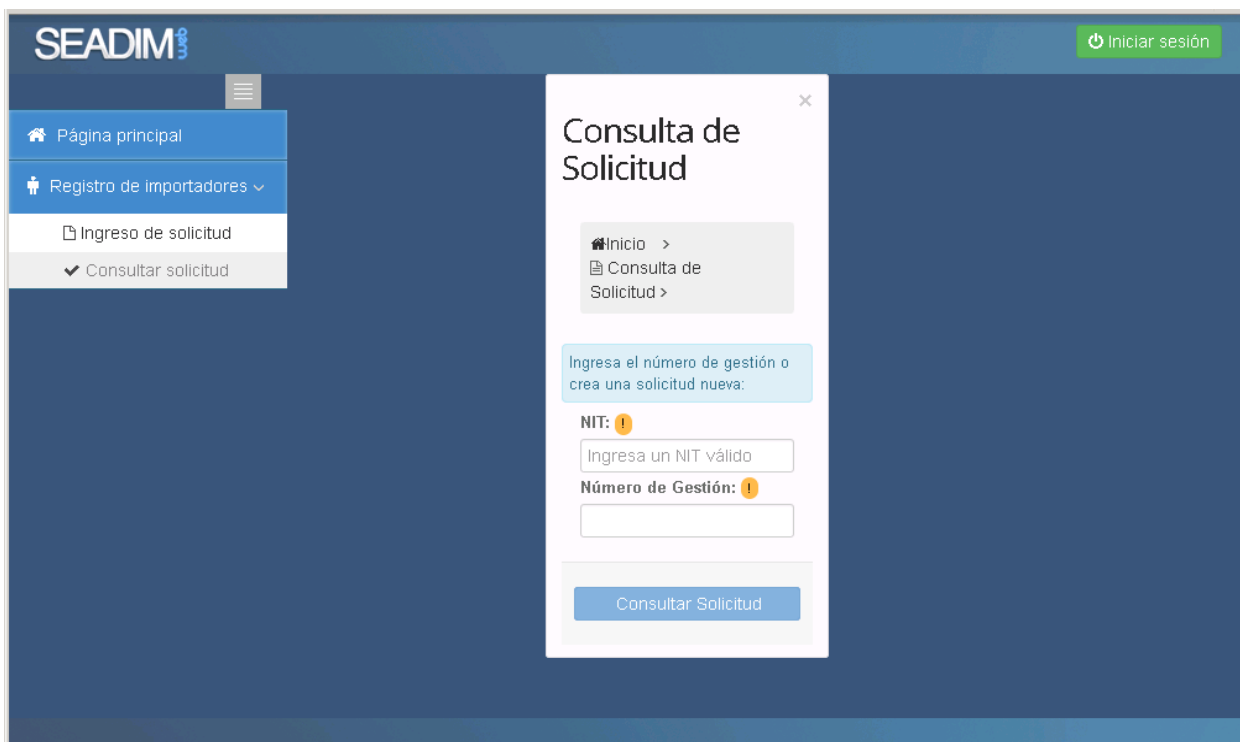 SEADIM
Iniciar sesión
Página principal
Registro de importadores
Ingreso de solicitud
Consultar solicitud
×
Consulta de
Solicitud
Inicio >
Consulta de
Solicitud >
Ingresa el número de gestión o
crea una solicitud nueva:
NIT: !
Ingresa un NIT válido
Número de Gestión: !
Consultar Solicitud